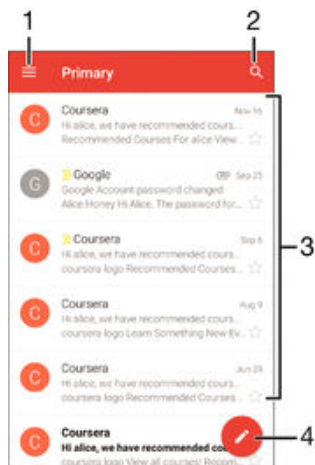 1
2
Primary
C
Coursera
Nov 16
Hi alice, we have recommended cours...
Recommended Courses For alice View...
G
Google
Sep 25
Google Account password changed
Alice Honey Hi Alice, The password for...
C
Coursera
Sep 6
Hi alice, we have recommended cours...
coursera logo Recommended Courses...
3
C
Coursera
Aug 9
Hi alice, we have recommended cours...
coursera logo Learn Something New Ev...
C
Coursera
Jun 29
Hi alice, we have recommended cours...
coursera logo Recommended Courses...
C
Coursera
Hi alice, we have recommended co
coursera logo View all courses! Recom
4